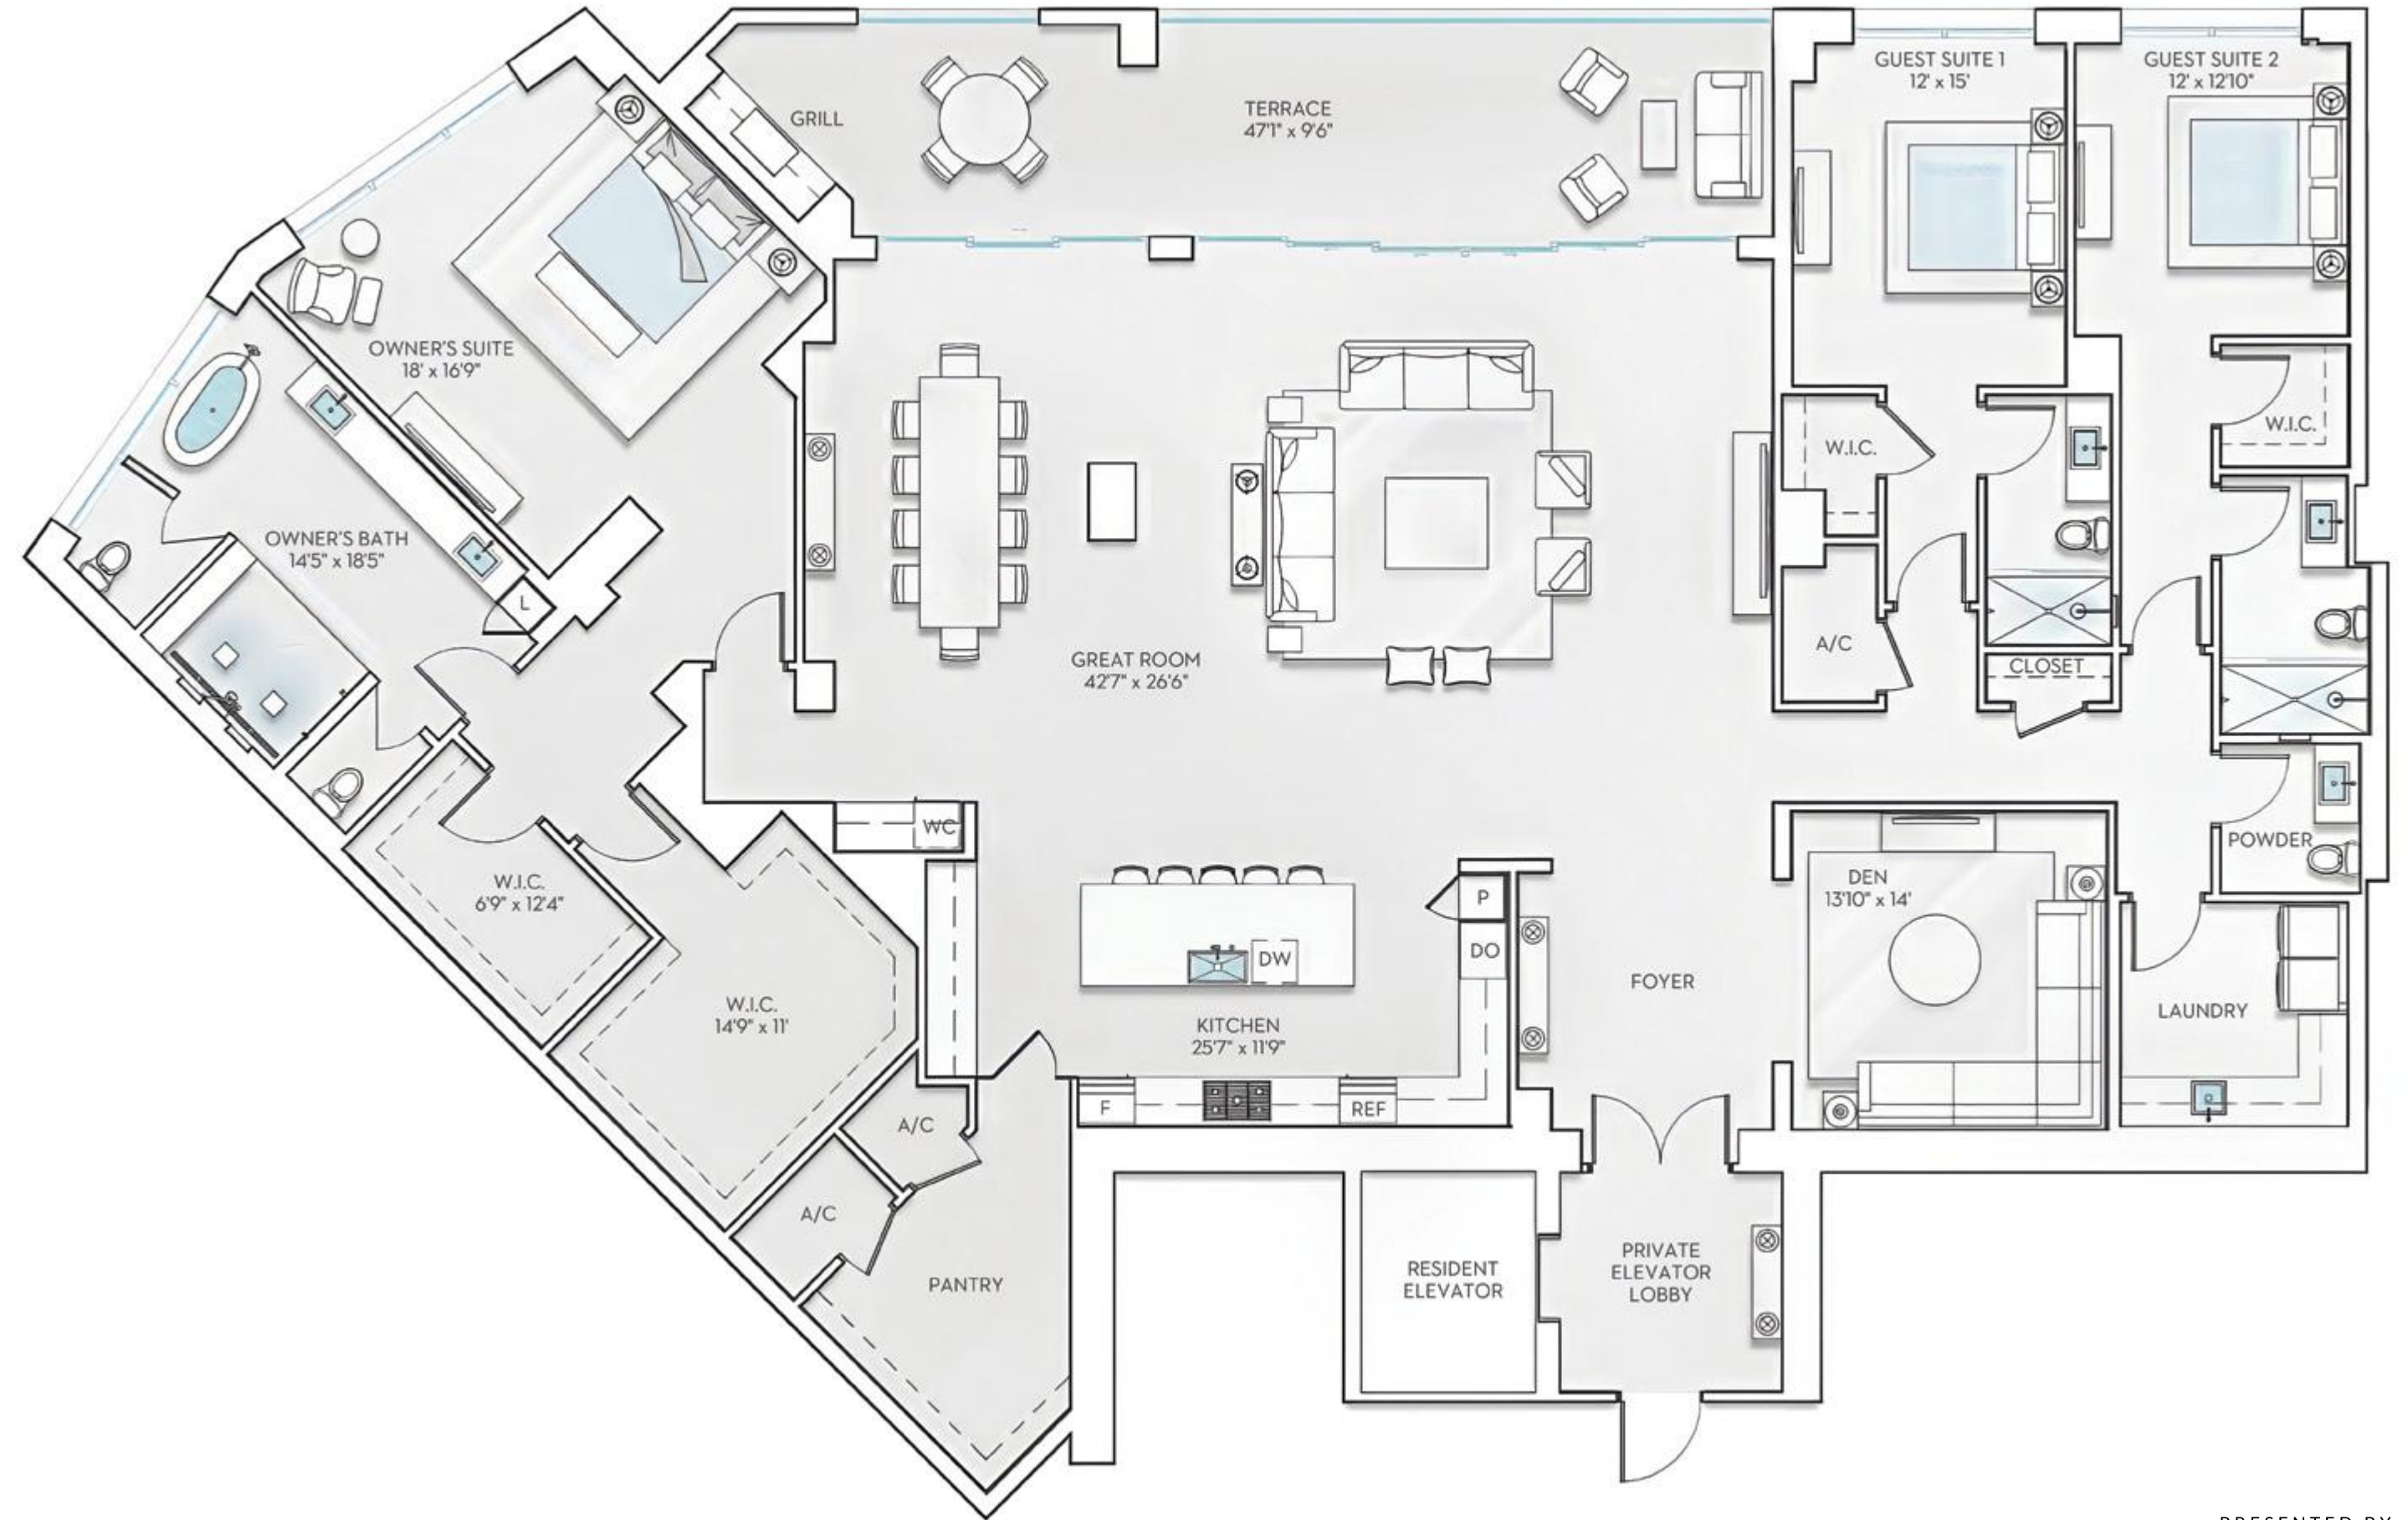 GUEST SUITE 1
12' x 15'
GUEST SUITE 2
12' x 12'10"
GRILL
TERRACE
47'1" x 9'6"
OWNER'S SUITE
18' x 16'9"
W.I.C.
W.I.C.
OWNER'S BATH
14'5" x 18'5"
L
A/C
CLOSET
GREAT ROOM
42'7" x 26'6"
WC
POWDER
W.I.C.
6'9" x 12'4"
P
DEN
13'10" x 14'
DO
DW
FOYER
W.I.C.
14'9" x 11'
KITCHEN
25'7" x 11'9"
LAUNDRY
F
REF
A/C
A/C
PANTRY
RESIDENT
ELEVATOR
PRIVATE
ELEVATOR
LOBBY
PRESENTED BY